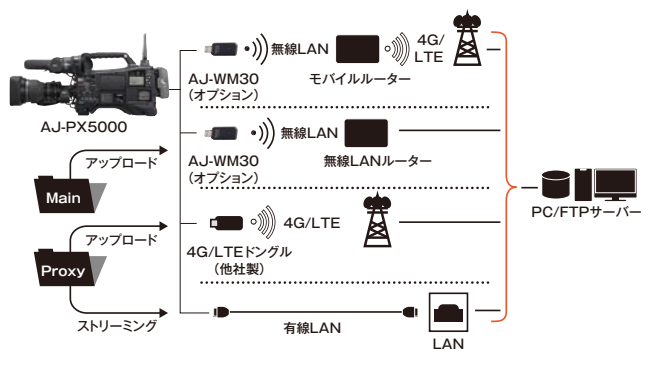 AJ-PX5000
アップロード
Main
アップロード
Proxy
ストリーミング
無線LAN
4G/
LTE
AJ-WM30
(オプション)
モバイルルーター
無線LAN
AJ-WM30
(オプション)
無線LANルーター
4G/LTE
4G/LTEドングル
(他社製)
有線LAN
LAN
PC/FTPサーバー